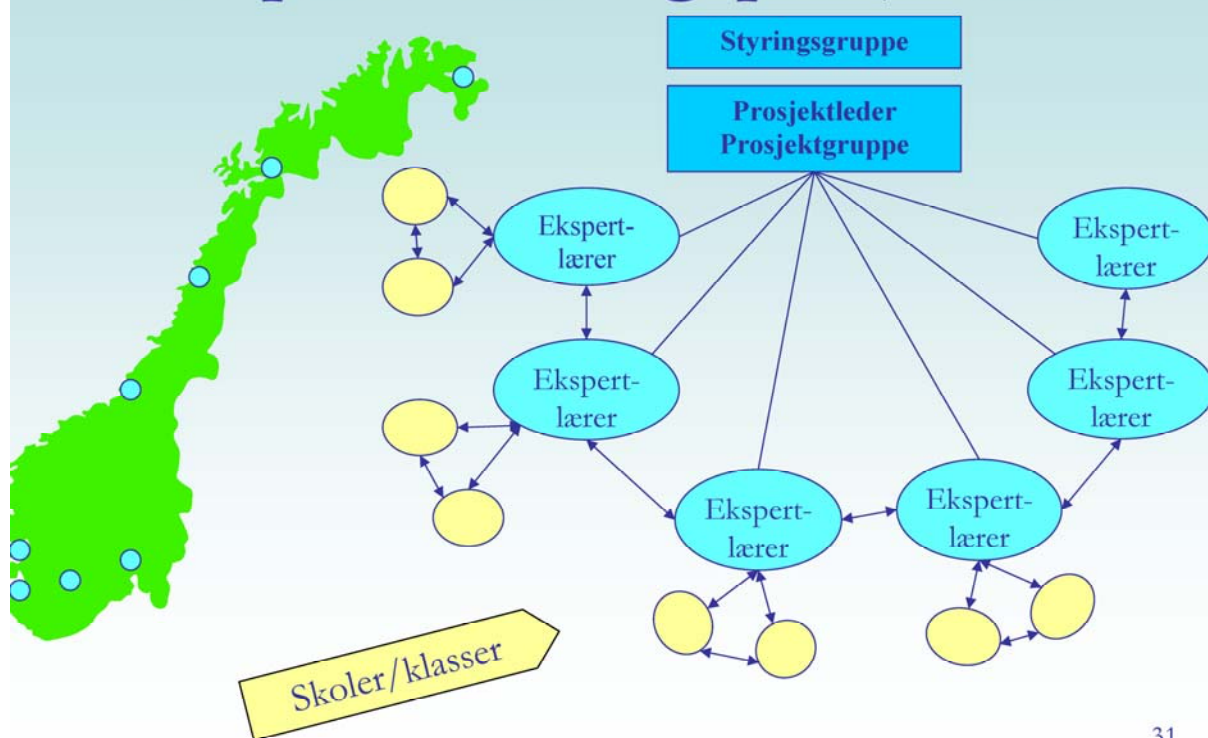 Styringsgruppe
Prosjektleder
Prosjektgruppe
Ekspert-
lærer
Ekspert-
lærer
Ekspert-
lærer
Ekspert-
lærer
Ekspert-
lærer
Ekspert-
lærer
Skoler/klasser
31